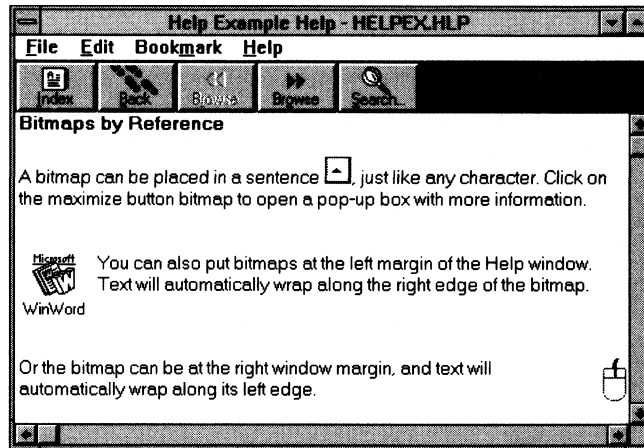 Help Example Help - HELPEX.HLP
File Edit Bookmark Help
Index Back Browse Browse Search...
Bitmaps by Reference
A bitmap can be placed in a sentence , just like any character. Click on
the maximize button bitmap to open a pop-up box with more information.
Microsoft
WinWord
You can also put bitmaps at the left margin of the Help window.
Text will automatically wrap along the right edge of the bitmap.
Or the bitmap can be at the right window margin, and text will
automatically wrap along its left edge.